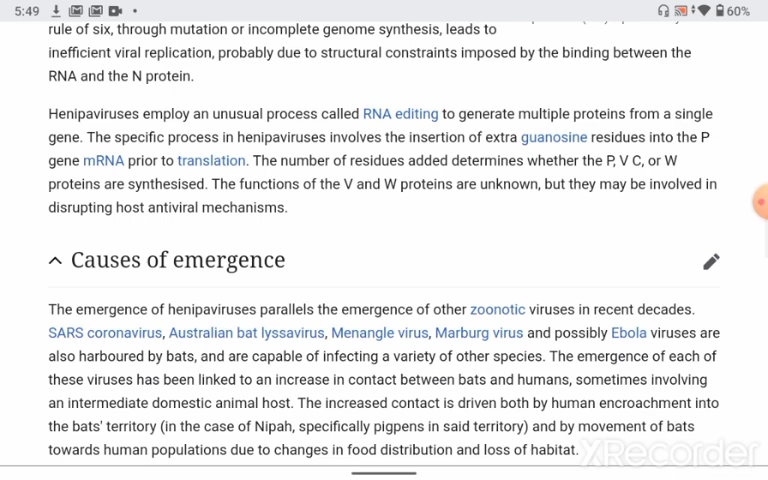 5:49
60%
rule of six, through mutation or incomplete genome synthesis, leads to
inefficient viral replication, probably due to structural constraints imposed by the binding between the
RNA and the N protein.
Henipaviruses employ an unusual process called RNA editing to generate multiple proteins from a single
gene. The specific process in henipaviruses involves the insertion of extra guanosine residues into the P
gene mRNA prior to translation. The number of residues added determines whether the P, V C, or W
proteins are synthesised. The functions of the V and W proteins are unknown, but they may be involved in
disrupting host antiviral mechanisms.
Causes of emergence
The emergence of henipaviruses parallels the emergence of other zoonotic viruses in recent decades.
SARS coronavirus, Australian bat lyssavirus, Menangle virus, Marburg virus and possibly Ebola viruses are
also harboured by bats, and are capable of infecting a variety of other species. The emergence of each of
these viruses has been linked to an increase in contact between bats and humans, sometimes involving
an intermediate domestic animal host. The increased contact is driven both by human encroachment into
the bats' territory (in the case of Nipah, specifically pigpens in said territory) and by movement of bats
towards human populations due to changes in food distribution and loss of habitat.
XRecorder